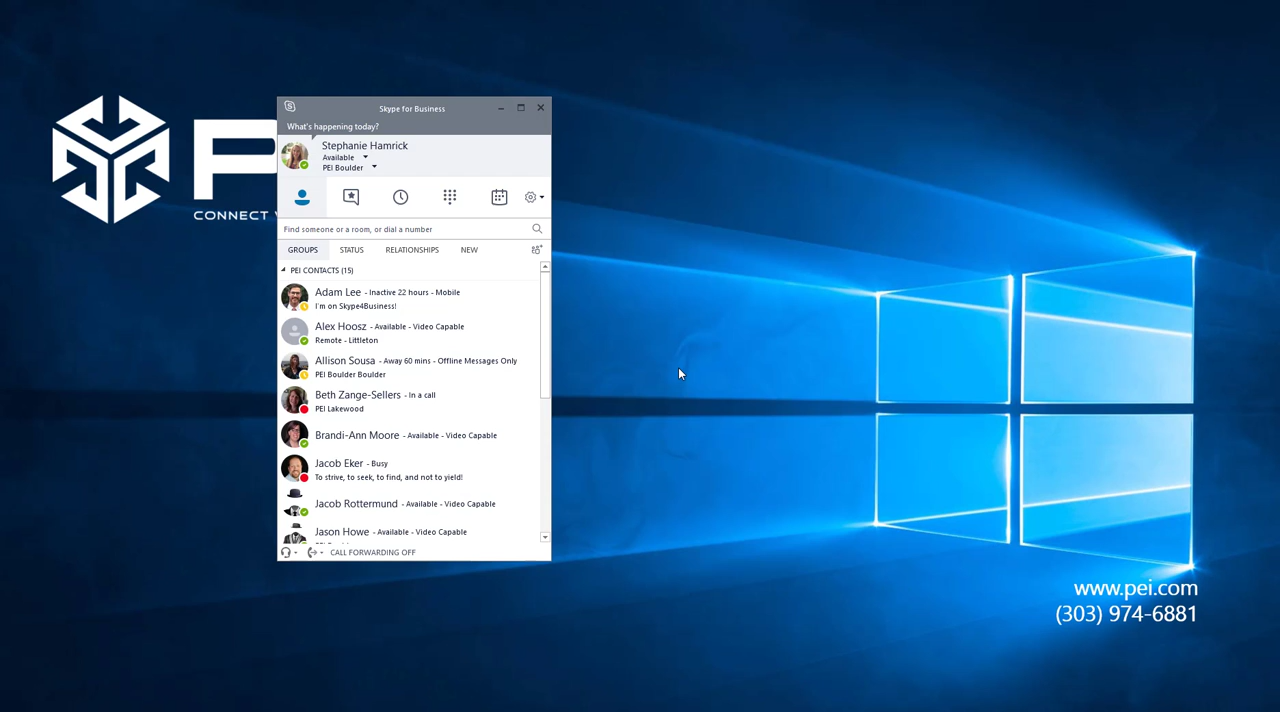 Skype for Business
What's happening today?
Stephanie Hamrick
Available
PEI Boulder
CONNECT
Find someone or a room, or dial a number
GROUPS STATUS RELATIONSHIPS NEW
PEI CONTACTS (15)
Adam Lee - Inactive 22 hours - Mobile
I'm on Skype4Business!
Alex Hoosz - Available - Video Capable
Remote - Littleton
Allison Sousa - Away 60 mins - Offline Messages Only
PEI Boulder Boulder
Beth Zange-Sellers - In a call
PEI Lakewood
Brandi-Ann Moore - Available - Video Capable
Jacob Eker - Busy
To strive, to seek, to find, and not to yield!
Jacob Rottermund - Available - Video Capable
Jason Howe - Available - Video Capable
CALL FORWARDING OFF
www.pei.com
(303) 974-6881